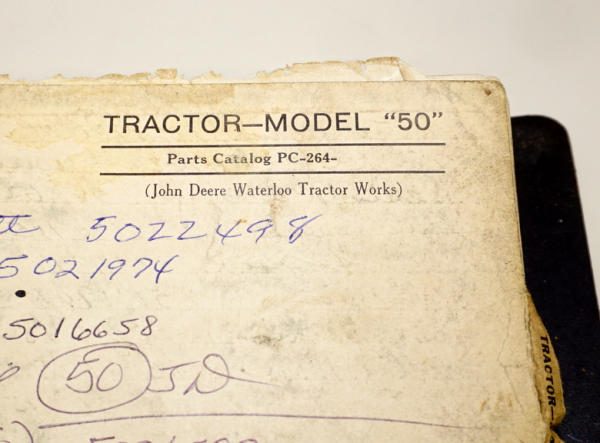 TRACTOR—MODEL "50"
Parts Catalog PC-264-
(John Deere Waterloo Tractor Works)
5022498
5021974
5016658
50 JD
TRACTOR—